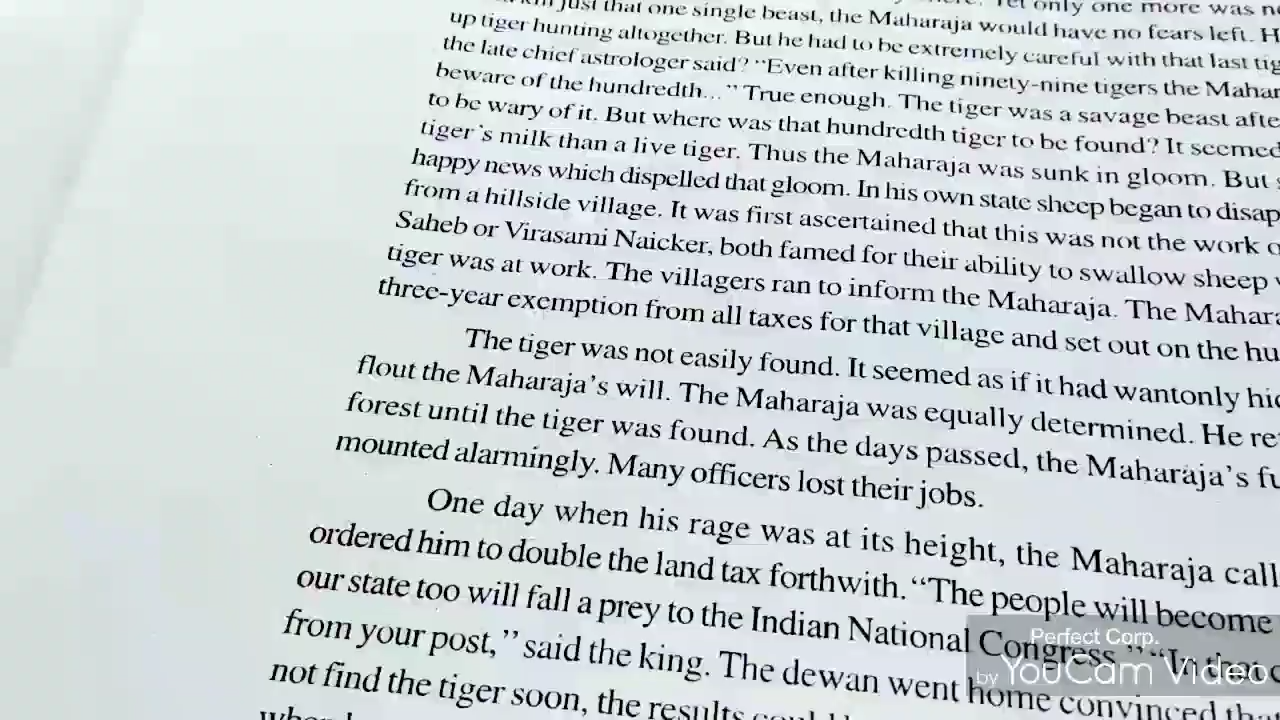 just that one single beast, the Maharaja would have no fears left. H
up tiger hunting altogether. But he had to be extremely careful with that last tig
the late chief astrologer said? “Even after killing ninety-nine tigers the Mahar
beware of the hundredth...” True enough. The tiger was a savage beast afte
to be wary of it. But where was that hundredth tiger to be found? It seemed
tiger’s milk than a live tiger. Thus the Maharaja was sunk in gloom. But
happy news which dispelled that gloom. In his own state sheep began to disap
from a hillside village. It was first ascertained that this was not the work o
Saheb or Virasami Naicker, both famed for their ability to swallow sheep
tiger was at work. The villagers ran to inform the Maharaja. The Mahara
three-year exemption from all taxes for that village and set out on the hu
The tiger was not easily found. It seemed as if it had wantonly hid
flout the Maharaja’s will. The Maharaja was equally determined. He re
forest until the tiger was found. As the days passed, the Maharaja’s fu
mounted alarmingly. Many officers lost their jobs.
One day when his rage was at its height, the Maharaja call
ordered him to double the land tax forthwith. “The people will become
our state too will fall a prey to the Indian National Congress.” “In
from your post,” said the king. The dewan went home convinced
not find the tiger soon, the results
Perfect Corp.
by YouCam Video